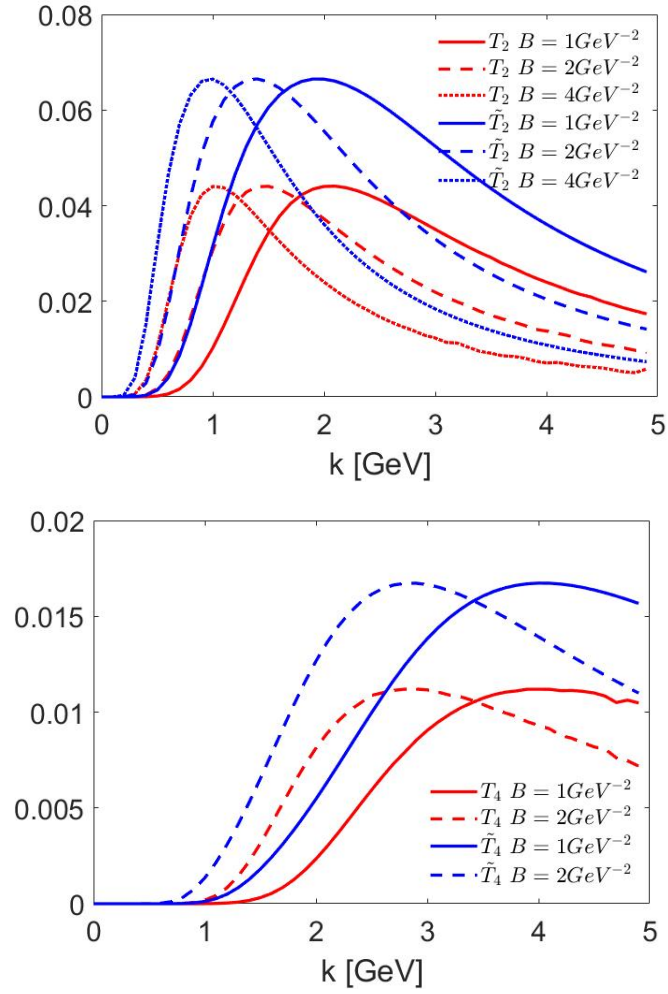 0.08
0.06
0.04
0.02
0
T₂ B = 1GeV⁻²
T₂ B = 2GeV⁻²
T₂ B = 4GeV⁻²
T̃₂ B = 1GeV⁻²
T̃₂ B = 2GeV⁻²
T̃₂ B = 4GeV⁻²
0 1 2 3 4 5
k [GeV]
0.02
0.015
0.01
0.005
0
T₄ B = 1GeV⁻²
T₄ B = 2GeV⁻²
T̃₄ B = 1GeV⁻²
T̃₄ B = 2GeV⁻²
0 1 2 3 4 5
k [GeV]